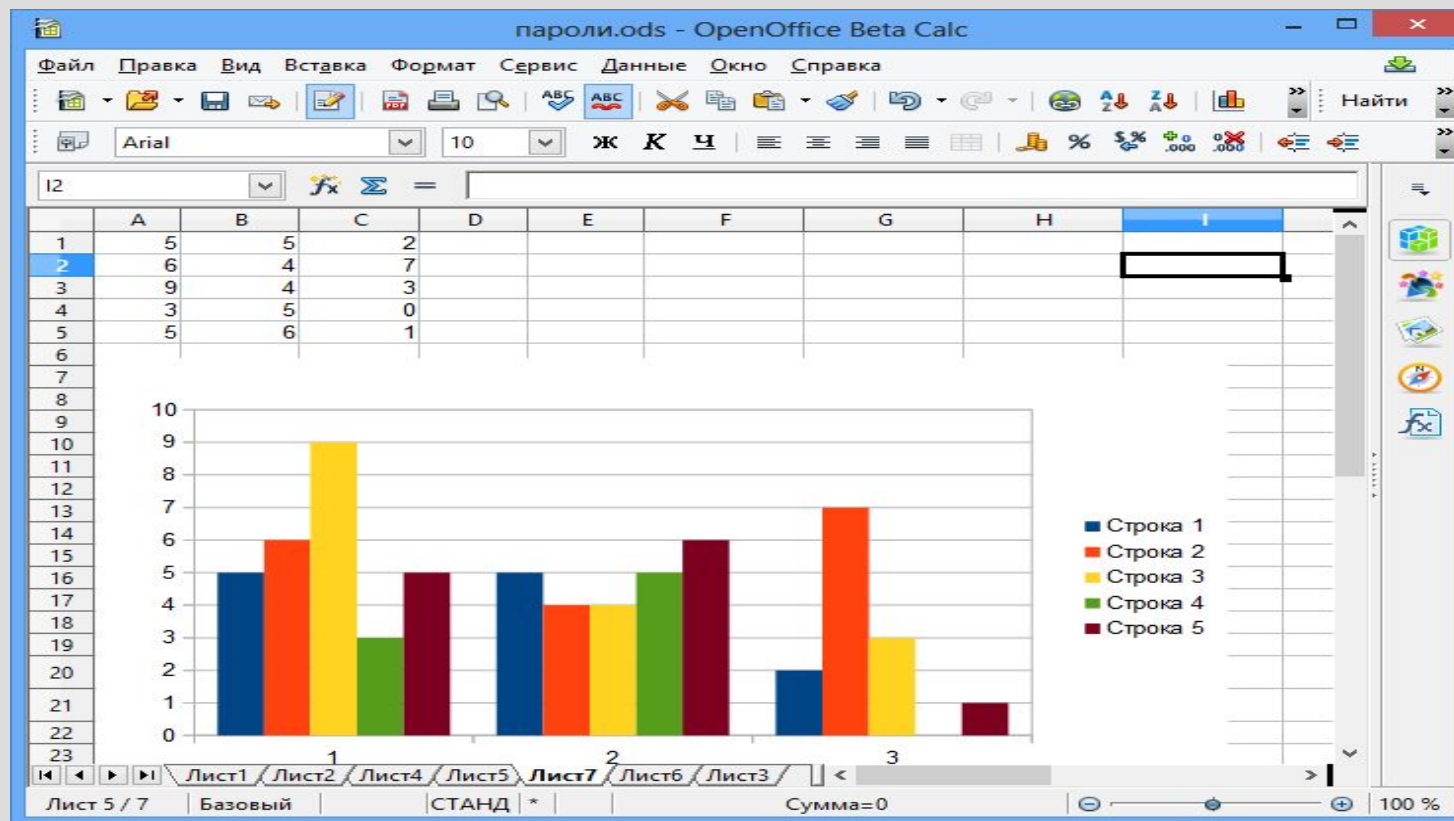 пароли.ods - OpenOffice Beta Calc
Файл Правка Вид Вставка Формат Сервис Данные Окно Справка
ABC ABC Найти
Arial 10 Ж К Ч % $% .000 .000
I2 fx Σ =
A B C D E F G H I
1 5 5 2
2 6 4 7
3 9 4 3
4 3 5 0
5 5 6 1
6
7
8
9
10
11
12
13
14
15
16
17
18
19
20
21
22
23
10
9
8
7
6
5
4
3
2
1
0
1 2 3
Строка 1
Строка 2
Строка 3
Строка 4
Строка 5
Лист1 Лист2 Лист4 Лист5 Лист7 Лист6 Лист3
Лист 5 / 7 Базовый СТАНД * Сумма=0 100 %